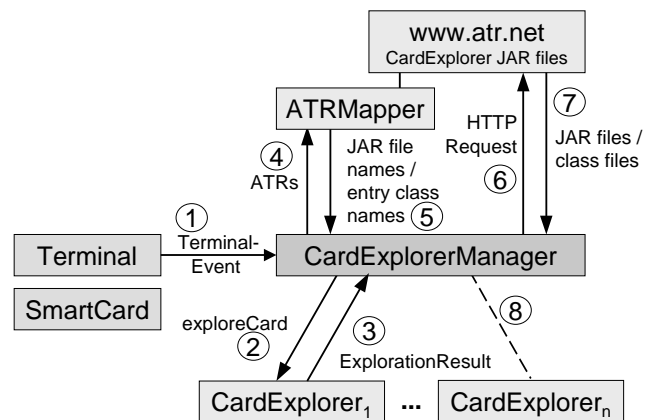 www.atr.net
CardExplorer JAR files
ATRMapper
④
ATRs
JAR file
names /
entry class
names ⑤
HTTP
Request
⑥
⑦
JAR files /
class files
①
Terminal-
Event
Terminal
CardExplorerManager
SmartCard
exploreCard
②
③
ExplorationResult
⑧
CardExplorer₁ ... CardExplorerₙ